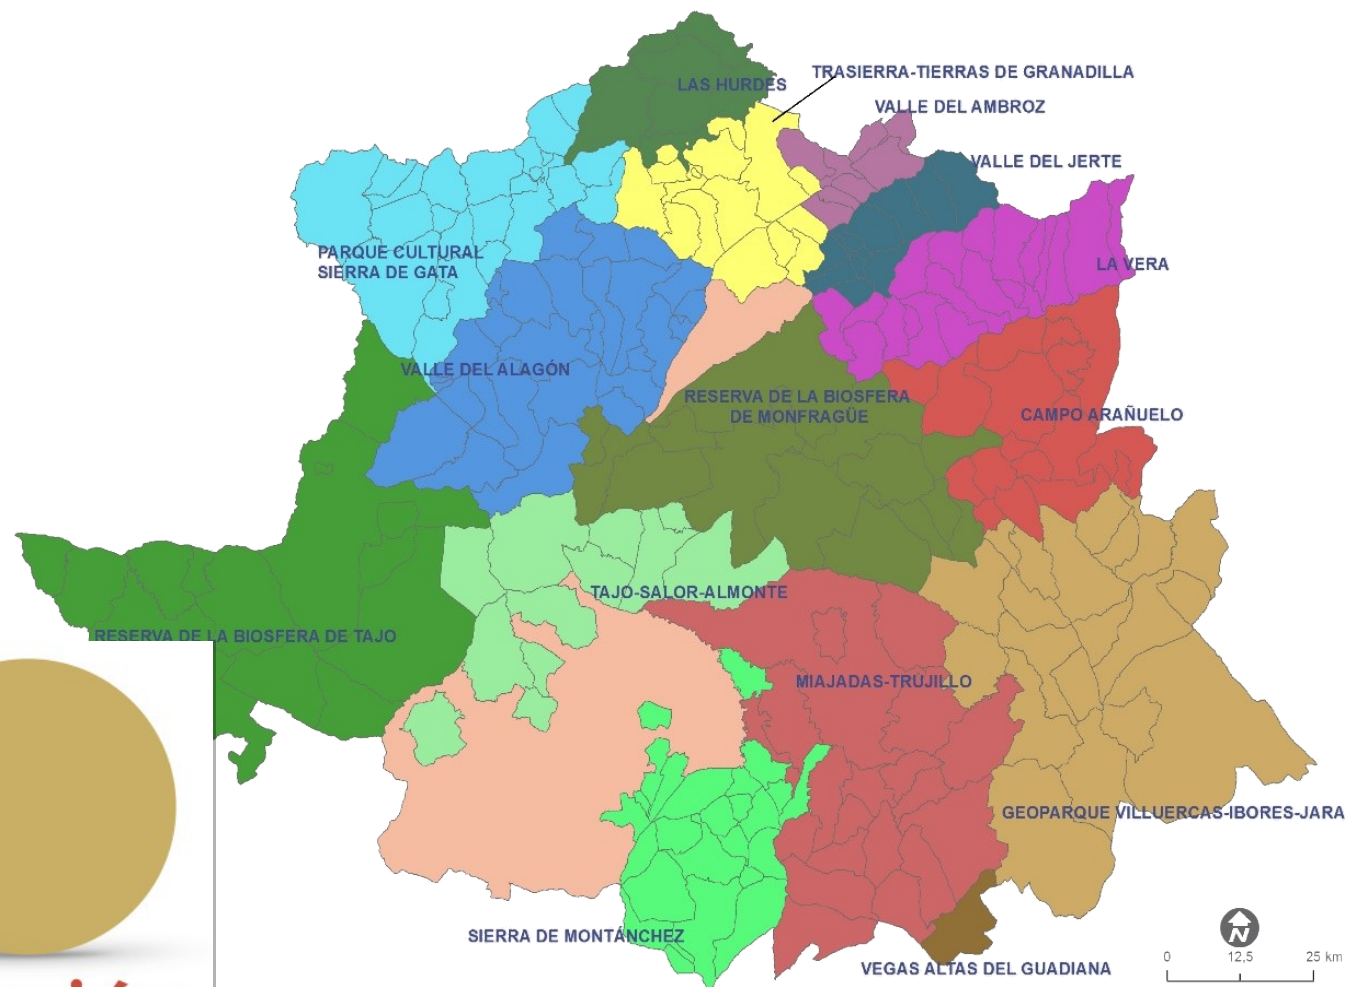 LAS HURDES
TRASIERRA-TIERRAS DE GRANADILLA
VALLE DEL AMBROZ
VALLE DEL JERTE
PARQUE CULTURAL
SIERRA DE GATA
LA VERA
VALLE DEL ALAGÓN
RESERVA DE LA BIOSFERA
DE MONFRAGÜE
CAMPO ARAÑUELO
TAJO-SALOR-ALMONTE
RESERVA DE LA BIOSFERA DE TAJO
MIAJADAS-TRUJILLO
GEOPARQUE VILLUERCAS-IBORES-JARA
SIERRA DE MONTÁNCHEZ
VEGAS ALTAS DEL GUADIANA
N
0 12,5 25 km